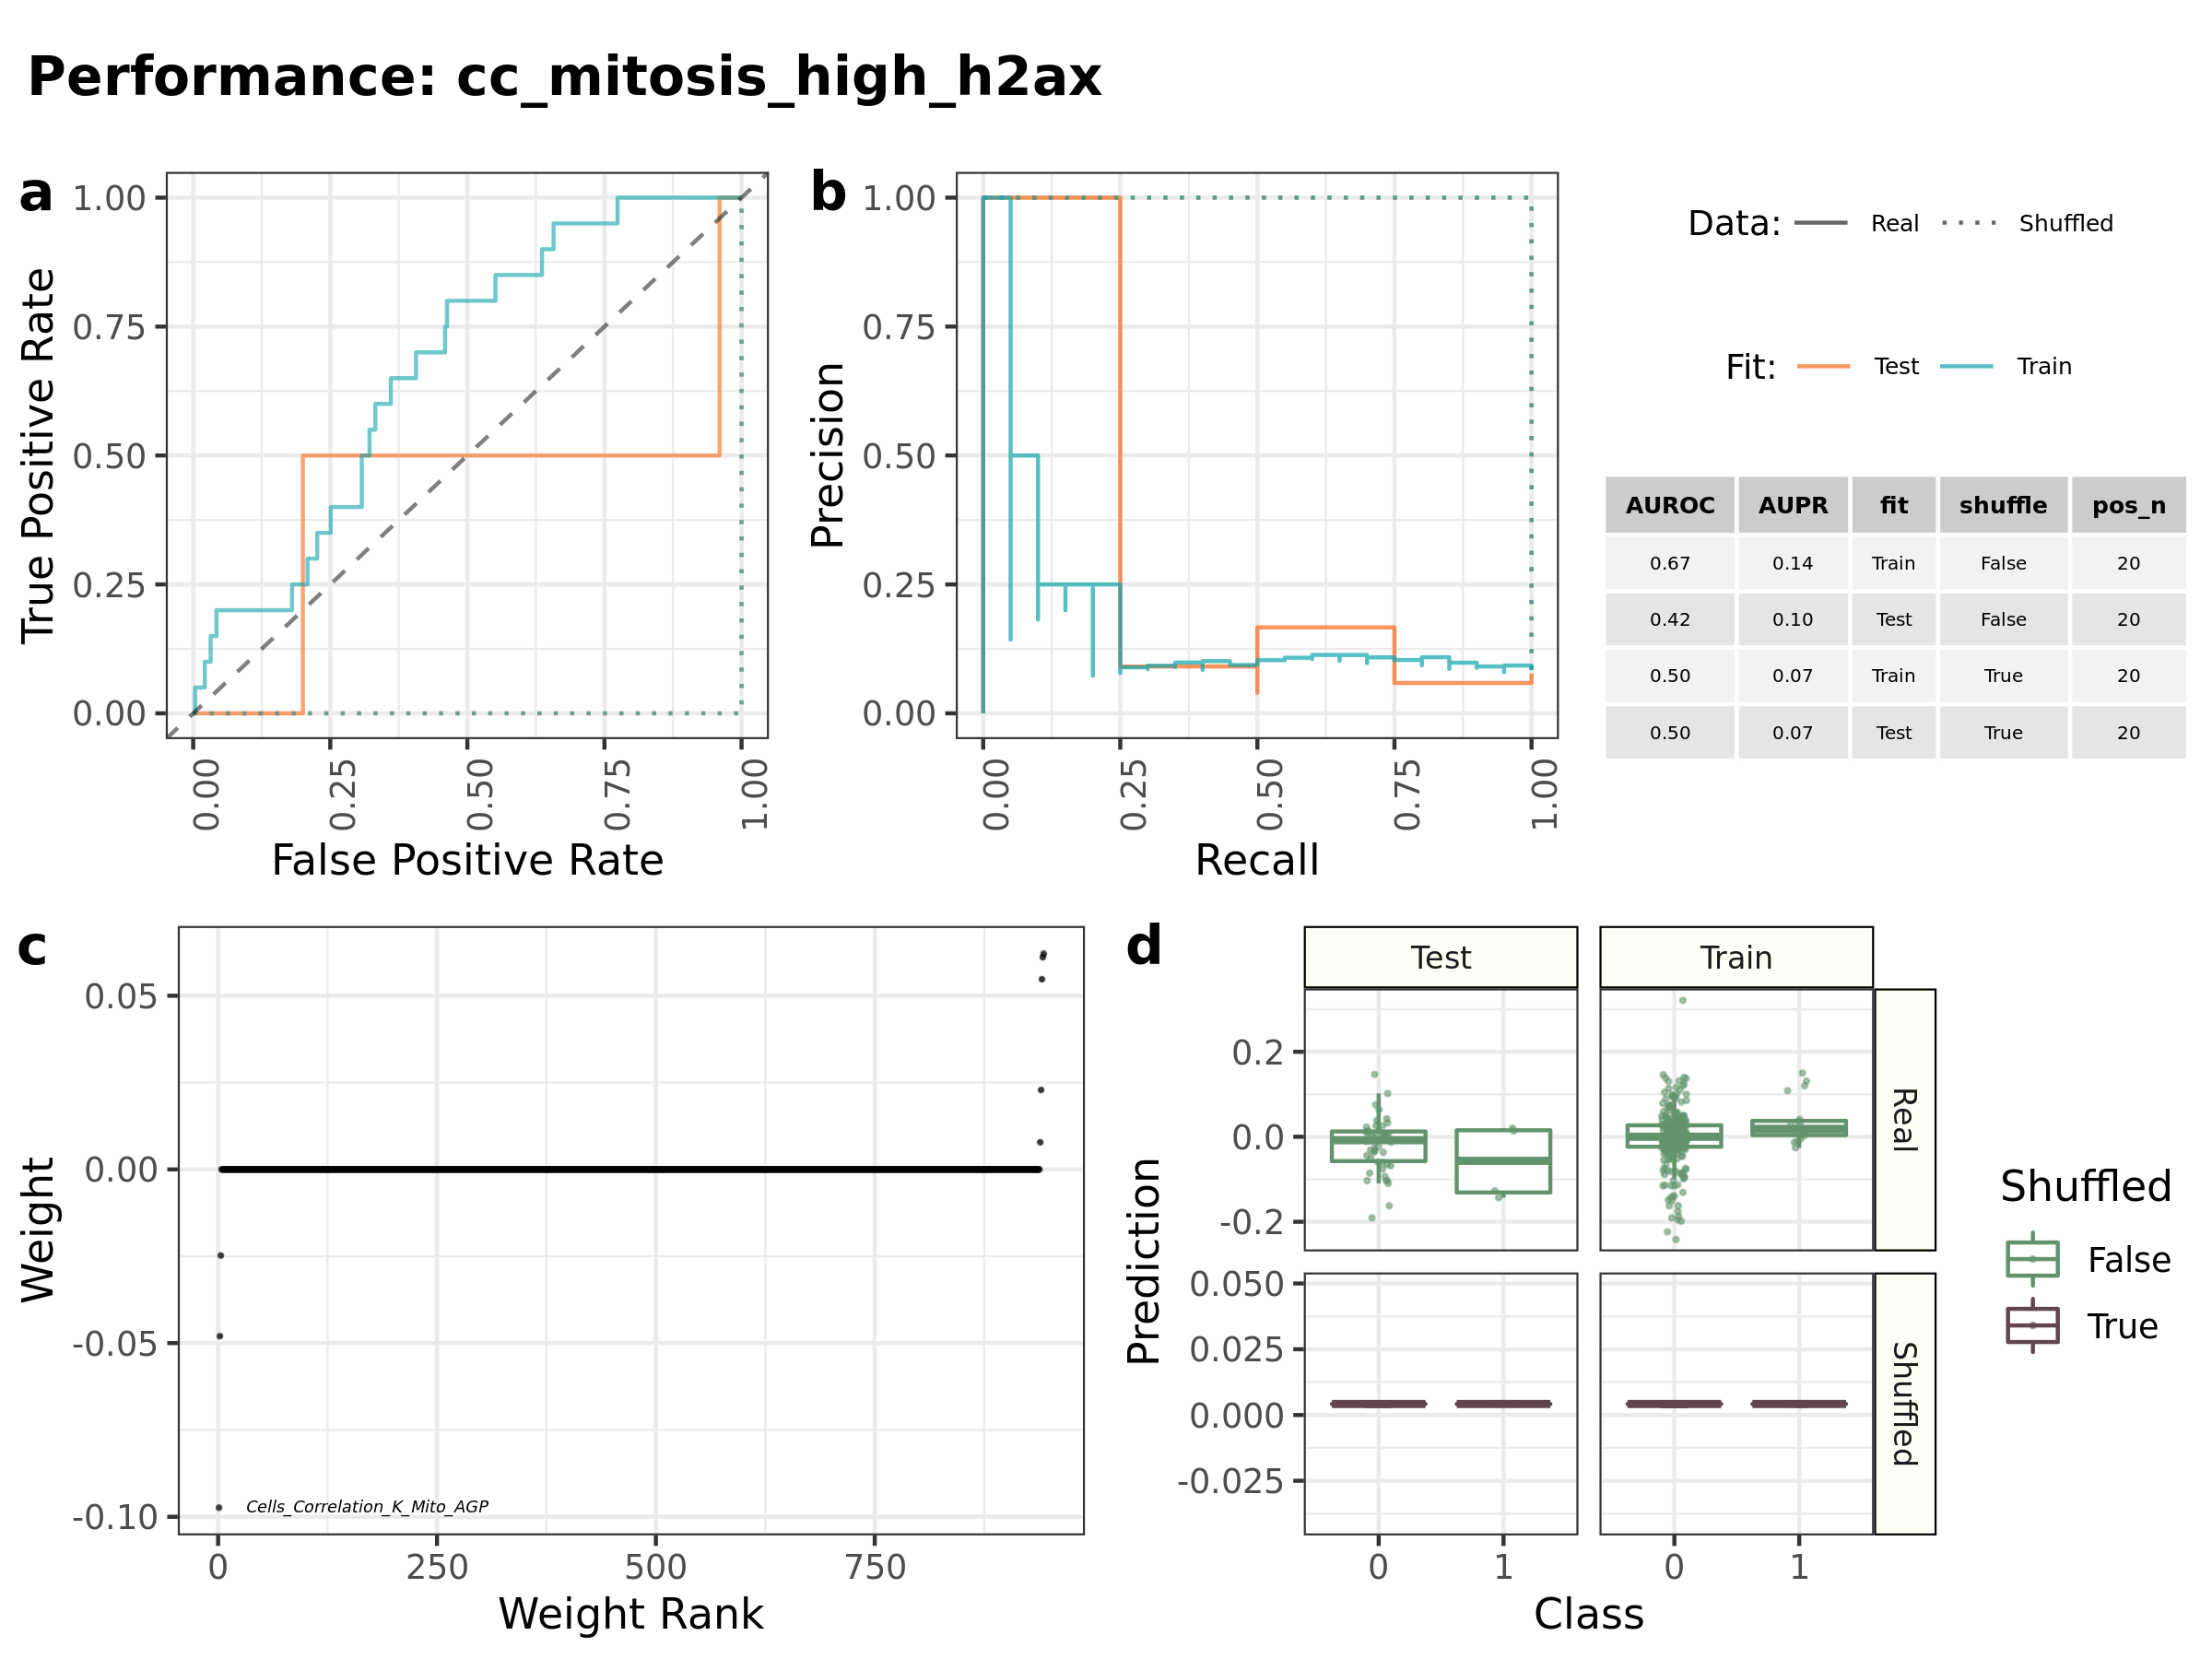 Performance: cc_mitosis_high_h2ax
a
True Positive Rate
1.00
0.75
0.50
0.25
0.00
0.00 0.25 0.50 0.75 1.00
False Positive Rate
b
Precision
1.00
0.75
0.50
0.25
0.00
0.00 0.25 0.50 0.75 1.00
Recall
Data: Real Shuffled
Fit: Test Train
AUROC AUPR fit shuffle pos_n
0.67 0.14 Train False 20
0.42 0.10 Test False 20
0.50 0.07 Train True 20
0.50 0.07 Test True 20
c
Weight
0.05
0.00
-0.05
-0.10
Cells_Correlation_K_Mito_AGP
0 250 500 750
Weight Rank
d
Test Train
Prediction
0.2
0.0
-0.2
Real
0.050
0.025
0.000
-0.025
Shuffled
0 1 0 1
Class
Shuffled
False
True